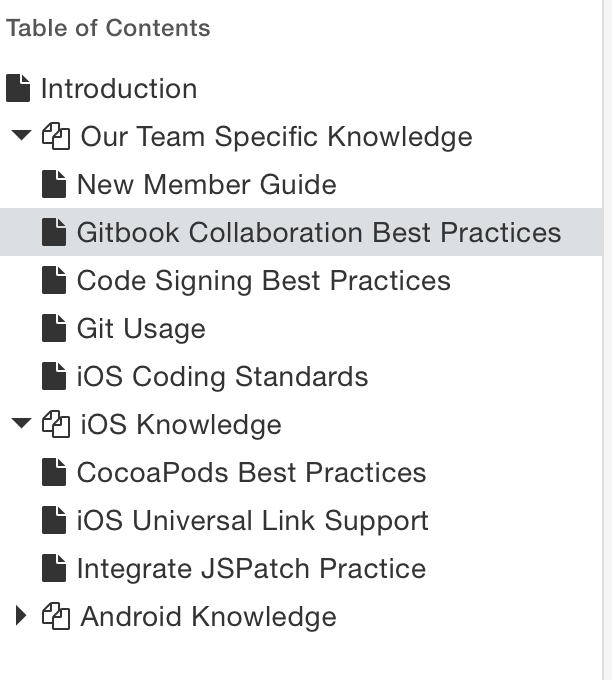 Table of Contents
Introduction
Our Team Specific Knowledge
New Member Guide
Gitbook Collaboration Best Practices
Code Signing Best Practices
Git Usage
iOS Coding Standards
iOS Knowledge
CocoaPods Best Practices
iOS Universal Link Support
Integrate JSPatch Practice
Android Knowledge